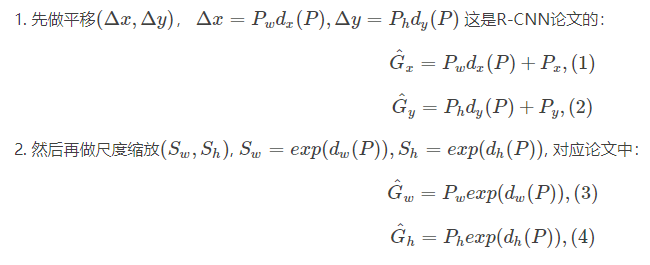 1. 先做平移(Δx, Δy), Δx = P_w d_x(P), Δy = P_h d_y(P) 这是R-CNN论文的：
Ĝ_x = P_w d_x(P) + P_x, (1)
Ĝ_y = P_h d_y(P) + P_y, (2)
2. 然后再做尺度缩放(S_w, S_h), S_w = exp(d_w(P)), S_h = exp(d_h(P)), 对应论文中：
Ĝ_w = P_w exp(d_w(P)), (3)
Ĝ_h = P_h exp(d_h(P)), (4)